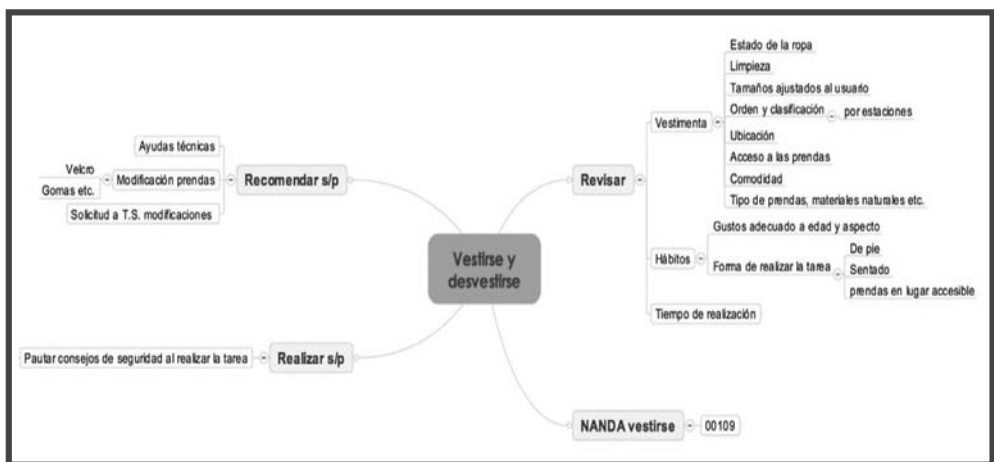 Vestirse y
desvestirse
Recomendar s/p
Ayudas técnicas
Modificación prendas
Velcro
Gomas etc.
Solicitud a T.S. modificaciones
Realizar s/p
Pautar consejos de seguridad al realizar la tarea
Revisar
Vestimenta
Estado de la ropa
Limpieza
Tamaños ajustados al usuario
Orden y clasificación
por estaciones
Ubicación
Acceso a las prendas
Comodidad
Tipo de prendas, materiales naturales etc.
Hábitos
Gustos adecuado a edad y aspecto
Forma de realizar la tarea
De pie
Sentado
prendas en lugar accesible
Tiempo de realización
NANDA vestirse
00109